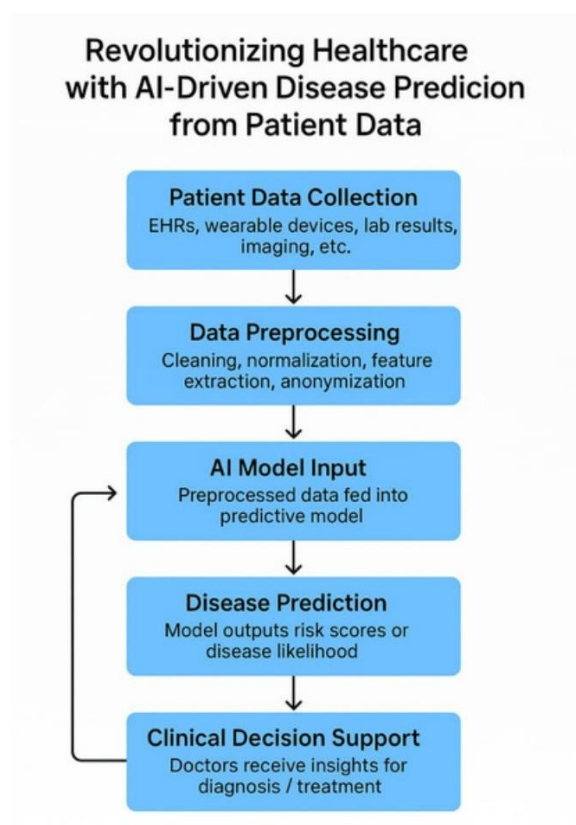 Revolutionizing Healthcare
with AI-Driven Disease Predicion
from Patient Data
Patient Data Collection
EHRs, wearable devices, lab results,
imaging, etc.
Data Preprocessing
Cleaning, normalization, feature
extraction, anonymization
AI Model Input
Preprocessed data fed into
predictive model
Disease Prediction
Model outputs risk scores or
disease likelihood
Clinical Decision Support
Doctors receive insights for
diagnosis / treatment